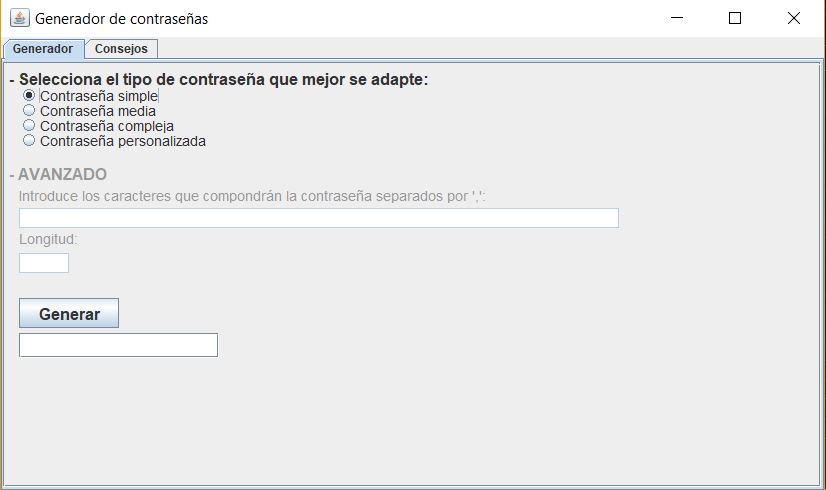 Generador de contraseñas
Generador Consejos
- Selecciona el tipo de contraseña que mejor se adapte:
Contraseña simple
Contraseña media
Contraseña compleja
Contraseña personalizada
- AVANZADO
Introduce los caracteres que compondrán la contraseña separados por ',':
Longitud:
Generar